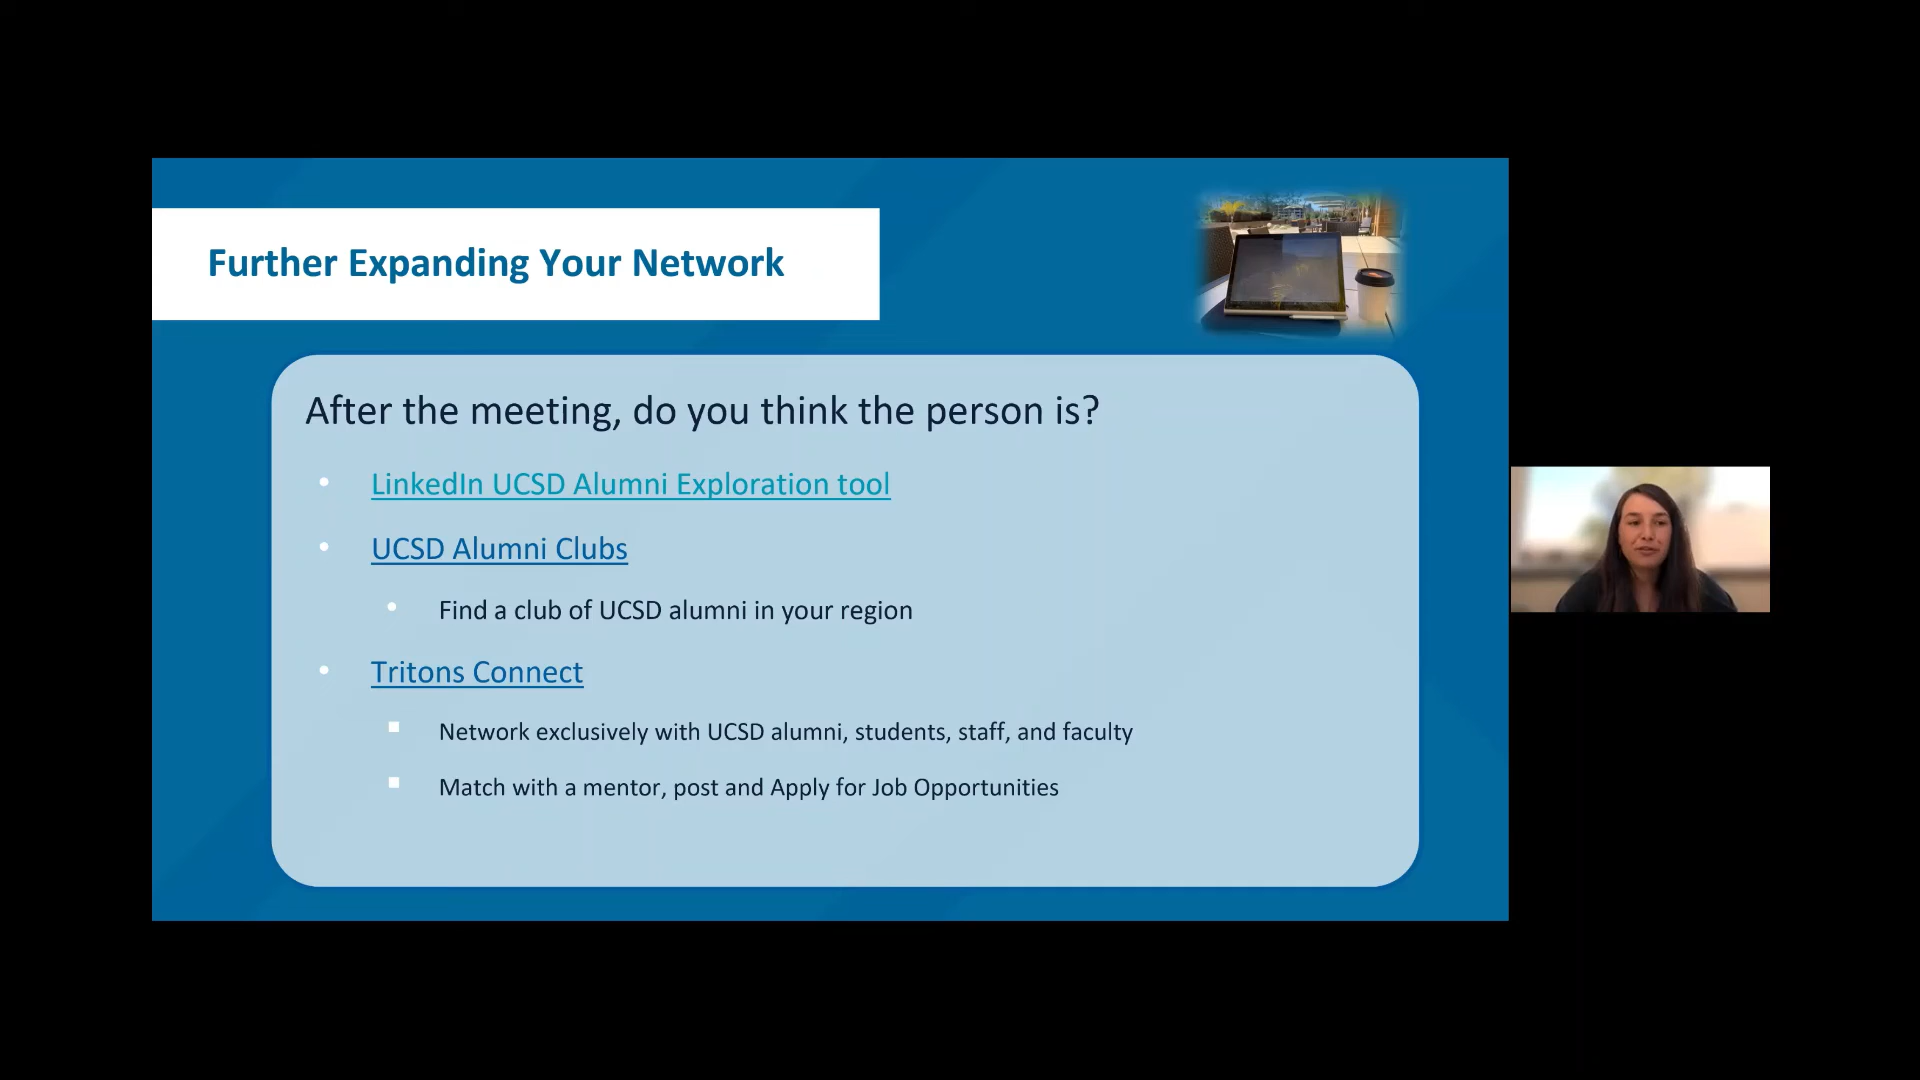 Further Expanding Your Network
After the meeting, do you think the person is?
LinkedIn UCSD Alumni Exploration tool
UCSD Alumni Clubs
Find a club of UCSD alumni in your region
Tritons Connect
Network exclusively with UCSD alumni, students, staff, and faculty
Match with a mentor, post and Apply for Job Opportunities